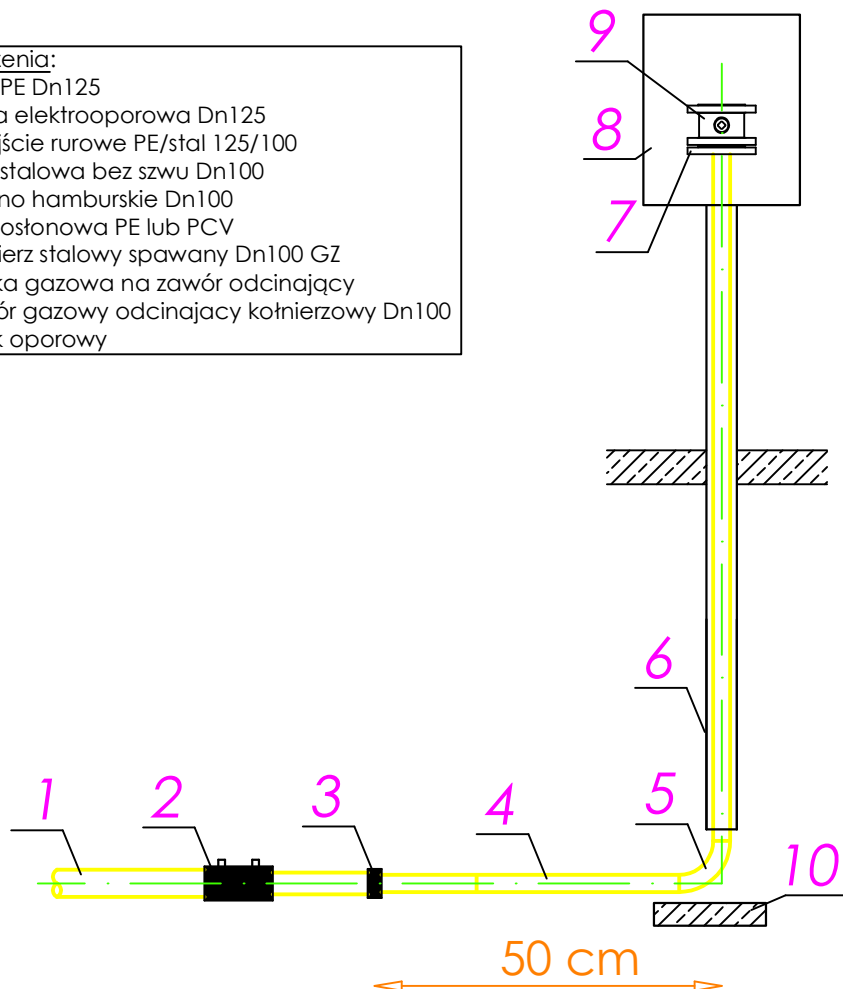 zenia:
PE Dn125
a elektrooporowa Dn125
jście rurowe PE/stal 125/100
stalowa bez szwu Dn100
no hamburskie Dn100
osłonowa PE lub PCV
ierz stalowy spawany Dn100 GZ
ka gazowa na zawór odcinający
ór gazowy odcinajacy kołnierzowy Dn100
k oporowy
9
8
7
6
1
2
3
4
5
10
50 cm